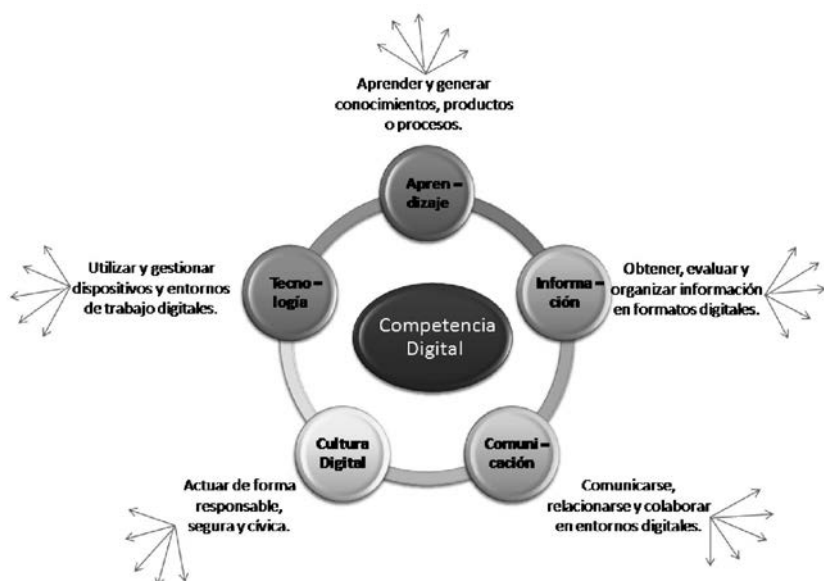 Aprender y generar
conocimientos, productos
o procesos.
Apren –
dizaje
Utilizar y gestionar
dispositivos y entornos
de trabajo digitales.
Tecno –
logía
Informa –
ción
Obtener, evaluar y
organizar información
en formatos digitales.
Competencia
Digital
Cultura
Digital
Comuni –
cación
Actuar de forma
responsable,
segura y cívica.
Comunicarse,
relacionarse y colaborar
en entornos digitales.